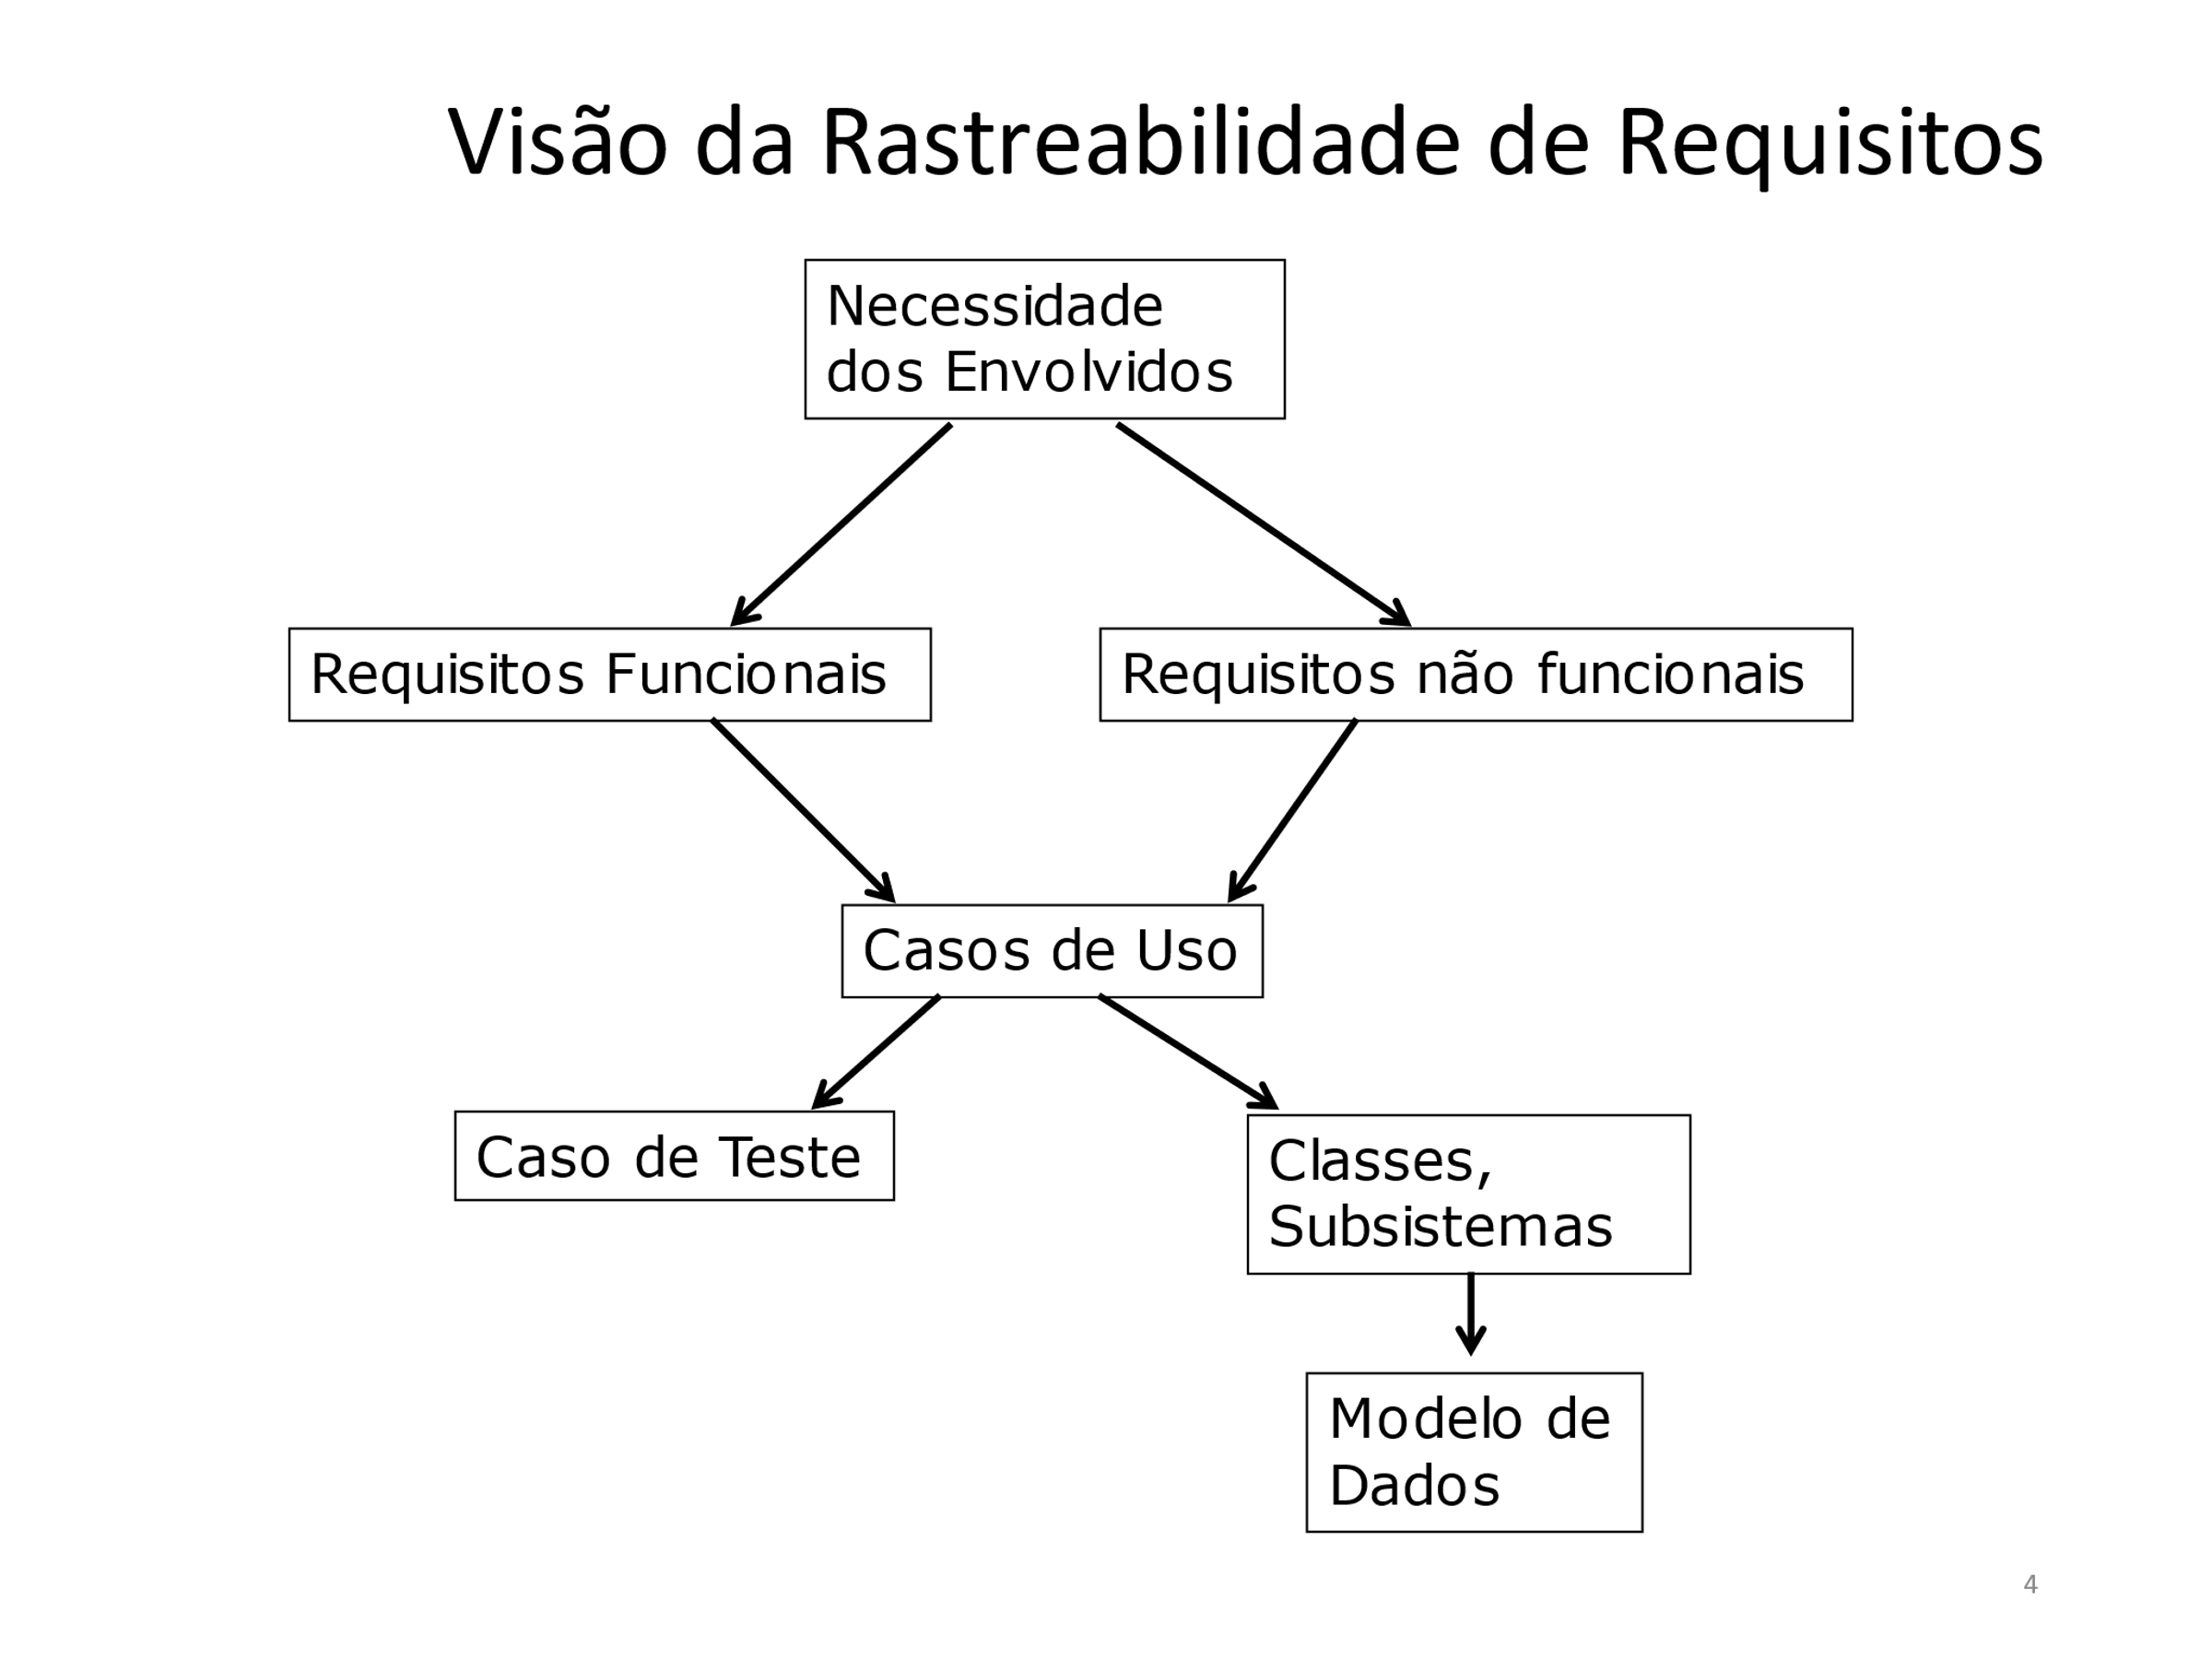 Visão da Rastreabilidade de Requisitos
Necessidade
dos Envolvidos
Requisitos Funcionais
Requisitos não funcionais
Casos de Uso
Caso de Teste
Classes,
Subsistemas
Modelo de
Dados
4